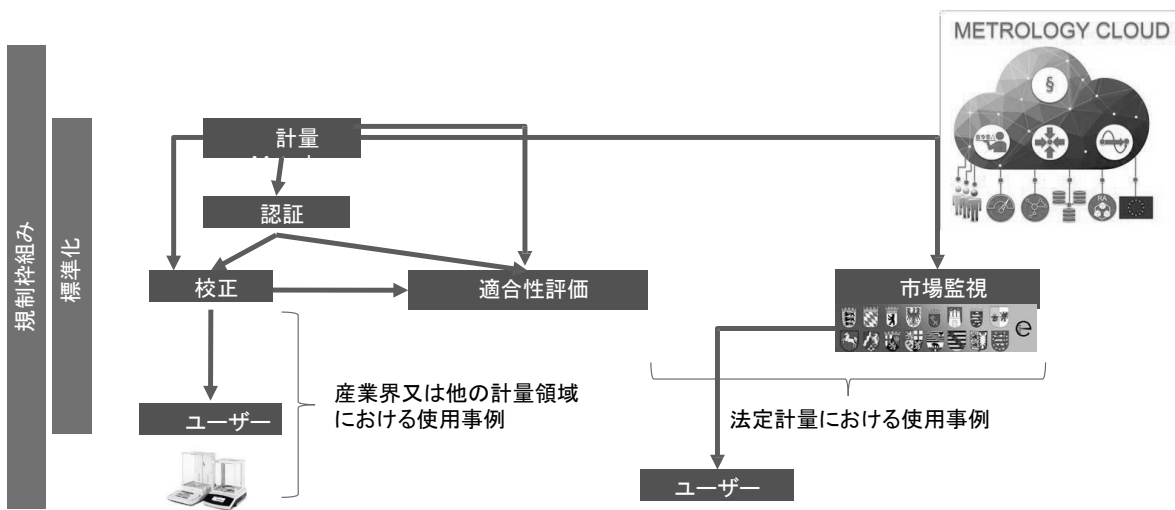 METROLOGY CLOUD
§
RA
規制枠組み
標準化
計量
認証
校正
適合性評価
市場監視
e
産業界又は他の計量領域
における使用事例
ユーザー
法定計量における使用事例
ユーザー